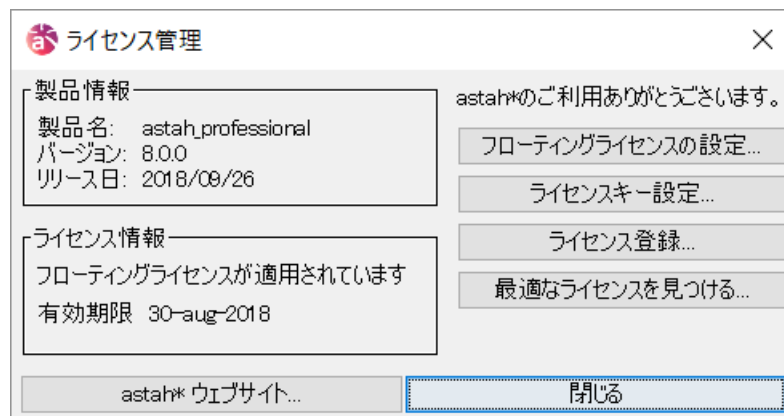 ライセンス管理
製品情報
製品名: astah_professional
バージョン: 8.0.0
リリース日: 2018/09/26
ライセンス情報
フローティングライセンスが適用されています
有効期限 30-aug-2018
astah*のご利用ありがとうございます。
フローティングライセンスの設定...
ライセンスキー設定...
ライセンス登録...
最適なライセンスを見つける...
astah* ウェブサイト...
閉じる